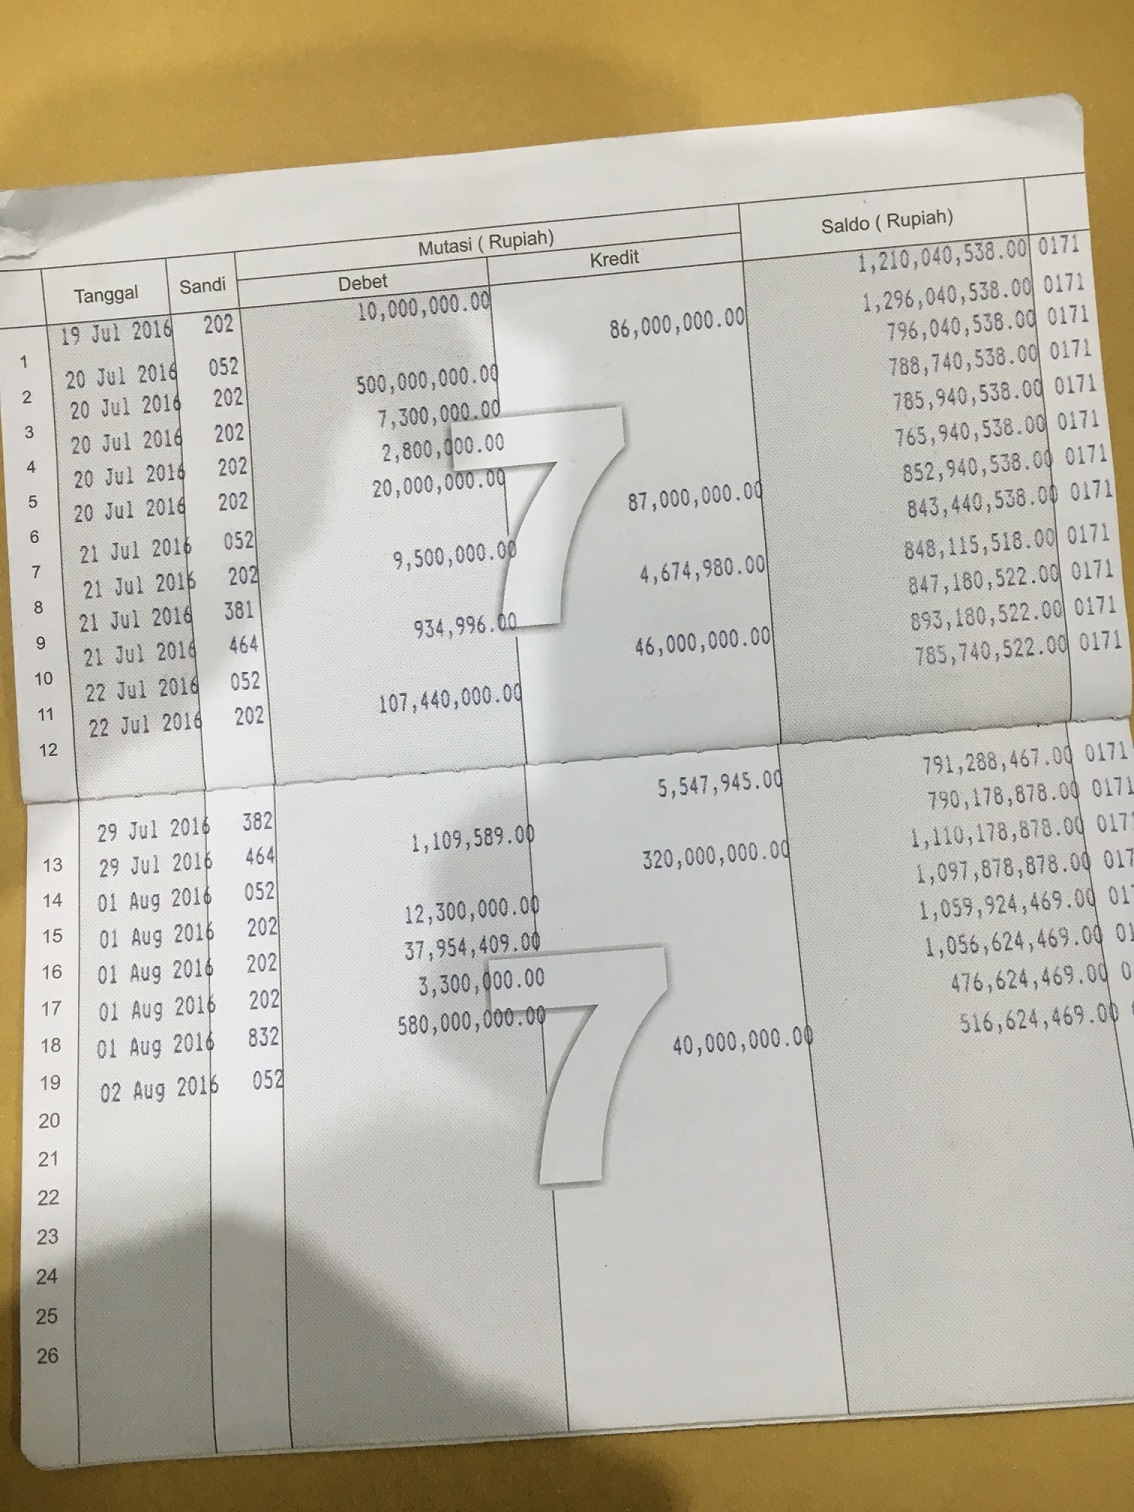 Mutasi ( Rupiah)
Saldo ( Rupiah)
Tanggal Sandi Debet Kredit
19 Jul 2016 202 10,000,000.00 1,210,040,538.00 0171
1 20 Jul 2016 052 86,000,000.00 1,296,040,538.00 0171
2 20 Jul 2016 202 500,000,000.00 796,040,538.00 0171
3 20 Jul 2016 202 7,300,000.00 788,740,538.00 0171
4 20 Jul 2016 202 2,800,000.00 785,940,538.00 0171
5 20 Jul 2016 202 20,000,000.00 765,940,538.00 0171
6 21 Jul 2016 052 87,000,000.00 852,940,538.00 0171
7 21 Jul 2016 202 9,500,000.00 843,440,538.00 0171
8 21 Jul 2016 381 4,674,980.00 848,115,518.00 0171
9 21 Jul 2016 464 934,996.00 847,180,522.00 0171
10 22 Jul 2016 052 46,000,000.00 893,180,522.00 0171
11 22 Jul 2016 202 107,440,000.00 785,740,522.00 0171
12
7
29 Jul 2016 382 5,547,945.00 791,288,467.00 0171
13 29 Jul 2016 464 1,109,589.00 790,178,878.00 0171
14 01 Aug 2016 052 320,000,000.00 1,110,178,878.00 017
15 01 Aug 2016 202 12,300,000.00 1,097,878,878.00 017
16 01 Aug 2016 202 37,954,409.00 1,059,924,469.00 01
17 01 Aug 2016 202 3,300,000.00 1,056,624,469.00 01
18 01 Aug 2016 832 580,000,000.00 476,624,469.00 0
19 02 Aug 2016 052 40,000,000.00 516,624,469.00
20
21
22
23
24
25
26
7